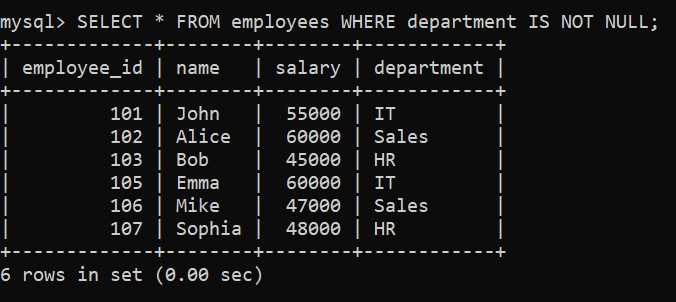 mysql> SELECT * FROM employees WHERE department IS NOT NULL;
+-------------+--------+--------+------------+
| employee_id | name   | salary | department |
+-------------+--------+--------+------------+
|         101 | John   |  55000 | IT         |
|         102 | Alice  |  60000 | Sales      |
|         103 | Bob    |  45000 | HR         |
|         105 | Emma   |  60000 | IT         |
|         106 | Mike   |  47000 | Sales      |
|         107 | Sophia |  48000 | HR         |
+-------------+--------+--------+------------+
6 rows in set (0.00 sec)